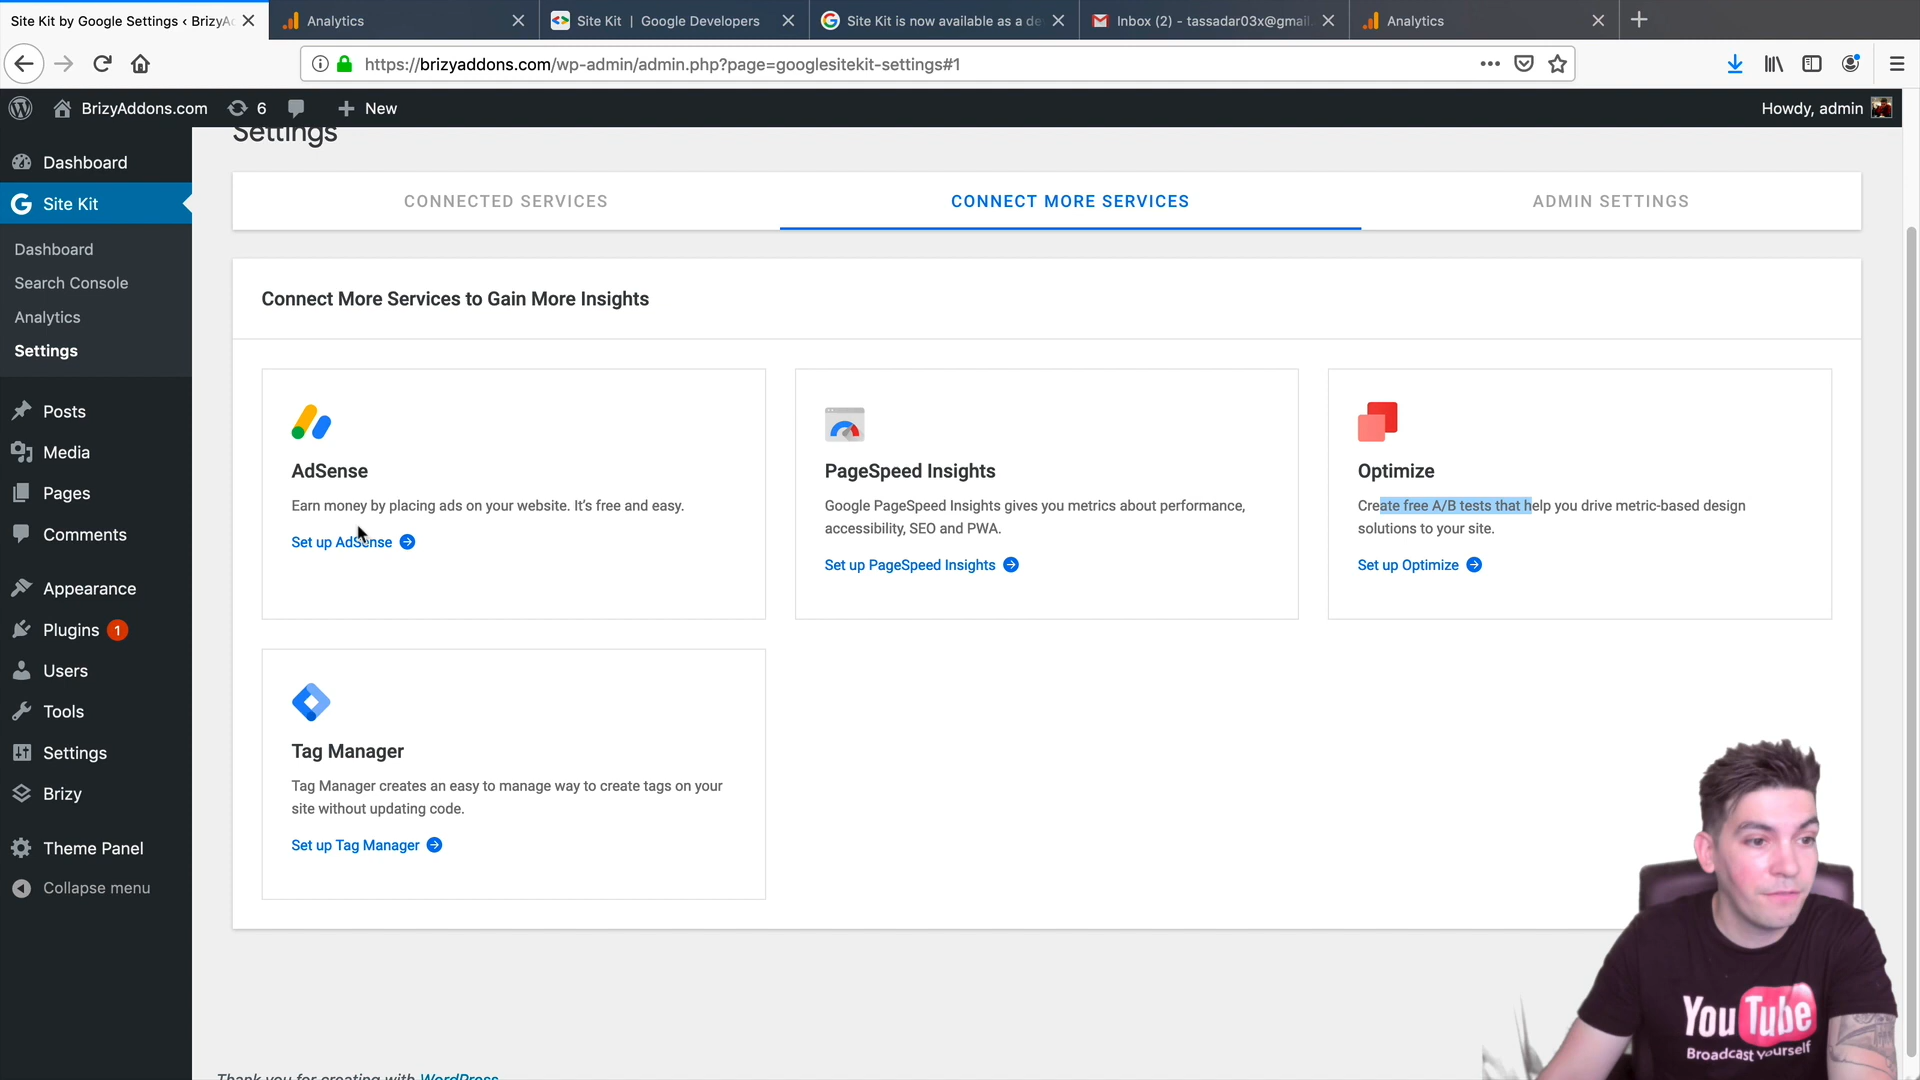 Site Kit by Google Settings ‹ BrizyAd
Analytics
Site Kit | Google Developers
Site Kit is now available as a de
Inbox (2) - tassadar03x@gmail.
Analytics
https://brizyaddons.com/wp-admin/admin.php?page=googlesitekit-settings#1
BrizyAddons.com
6
New
Howdy, admin
Dashboard
Site Kit
Dashboard
Search Console
Analytics
Settings
Posts
Media
Pages
Comments
Appearance
Plugins 1
Users
Tools
Settings
Brizy
Theme Panel
Collapse menu
Settings
CONNECTED SERVICES
CONNECT MORE SERVICES
ADMIN SETTINGS
Connect More Services to Gain More Insights
AdSense
Earn money by placing ads on your website. It's free and easy.
Set up AdSense
PageSpeed Insights
Google PageSpeed Insights gives you metrics about performance,
accessibility, SEO and PWA.
Set up PageSpeed Insights
Optimize
Create free A/B tests that help you drive metric-based design
solutions to your site.
Set up Optimize
Tag Manager
Tag Manager creates an easy to manage way to create tags on your
site without updating code.
Set up Tag Manager
Thank you for creating with WordPress
YouTube
Broadcast Yourself